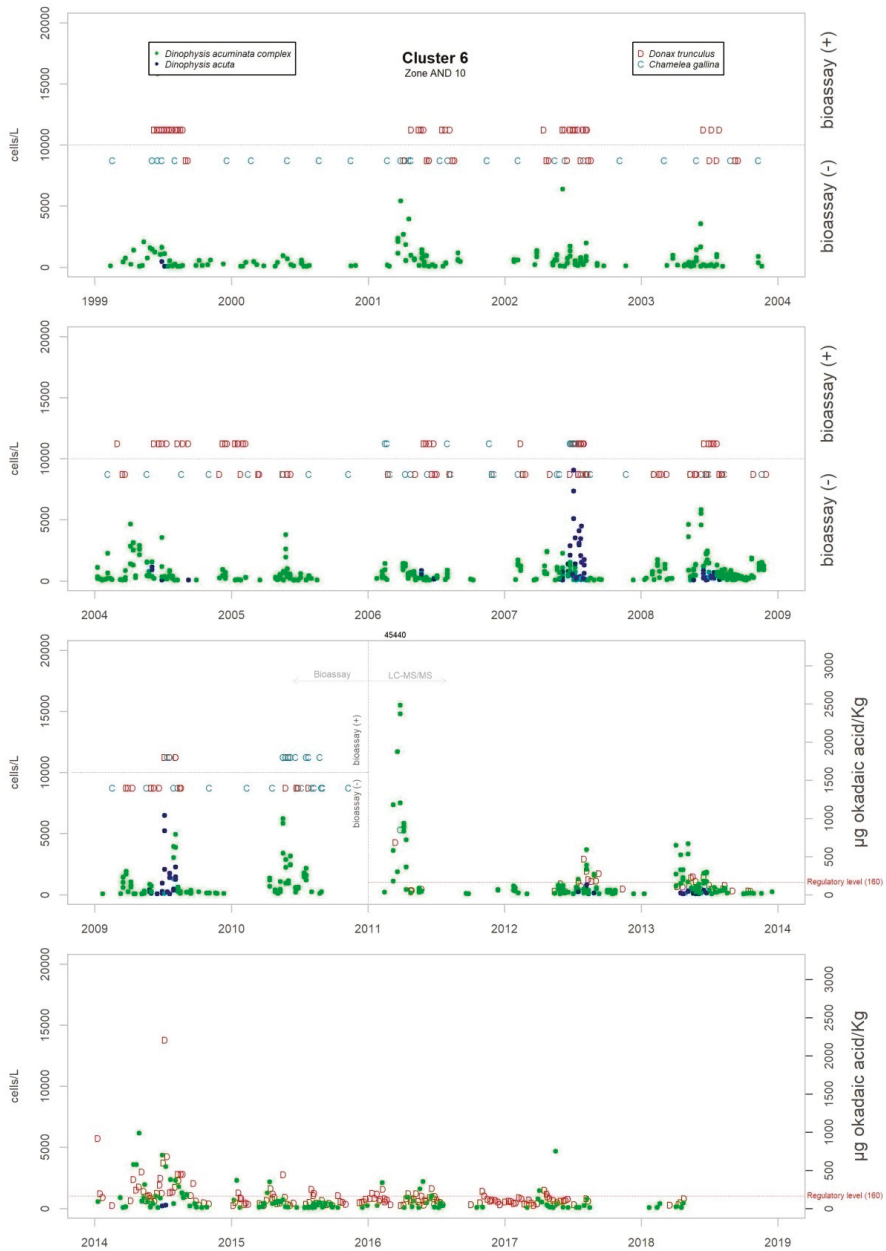 Cluster 6
Zone AND 10
Dinophysis acuminata complex
Dinophysis acuta
D Donax trunculus
C Chamelea gallina
cells/L
20000
15000
10000
5000
0
bioassay (+)
bioassay (-)
1999 2000 2001 2002 2003 2004
cells/L
20000
15000
10000
5000
0
bioassay (+)
bioassay (-)
2004 2005 2006 2007 2008 2009
45440
cells/L
20000
15000
10000
5000
0
Bioassay
LC-MS/MS
bioassay (+)
bioassay (-)
3000
2500
2000
1500
1000
500
0
µg okadaic acid/Kg
Regulatory level (160)
2009 2010 2011 2012 2013 2014
cells/L
20000
15000
10000
5000
0
3000
2500
2000
1500
1000
500
0
µg okadaic acid/Kg
Regulatory level (160)
2014 2015 2016 2017 2018 2019